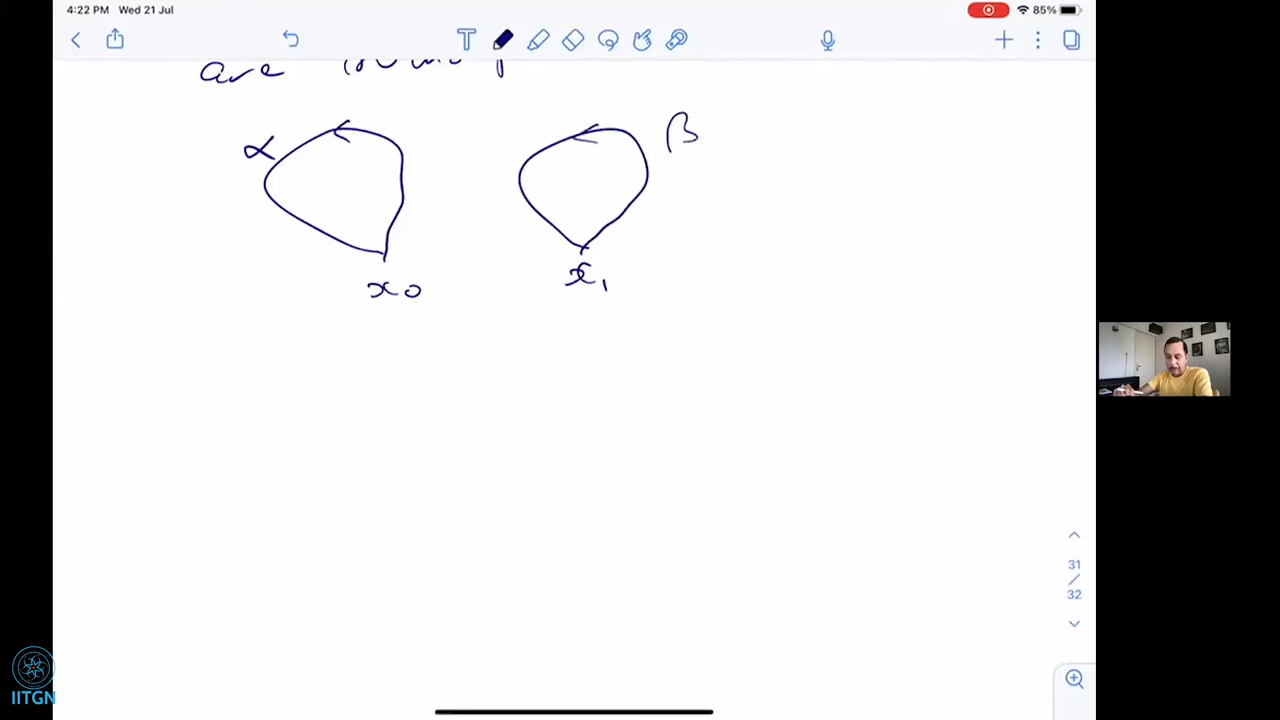 4:22 PM Wed 21 Jul
85%
T
are
α
β
x0
x1
31
/
32
IITGN